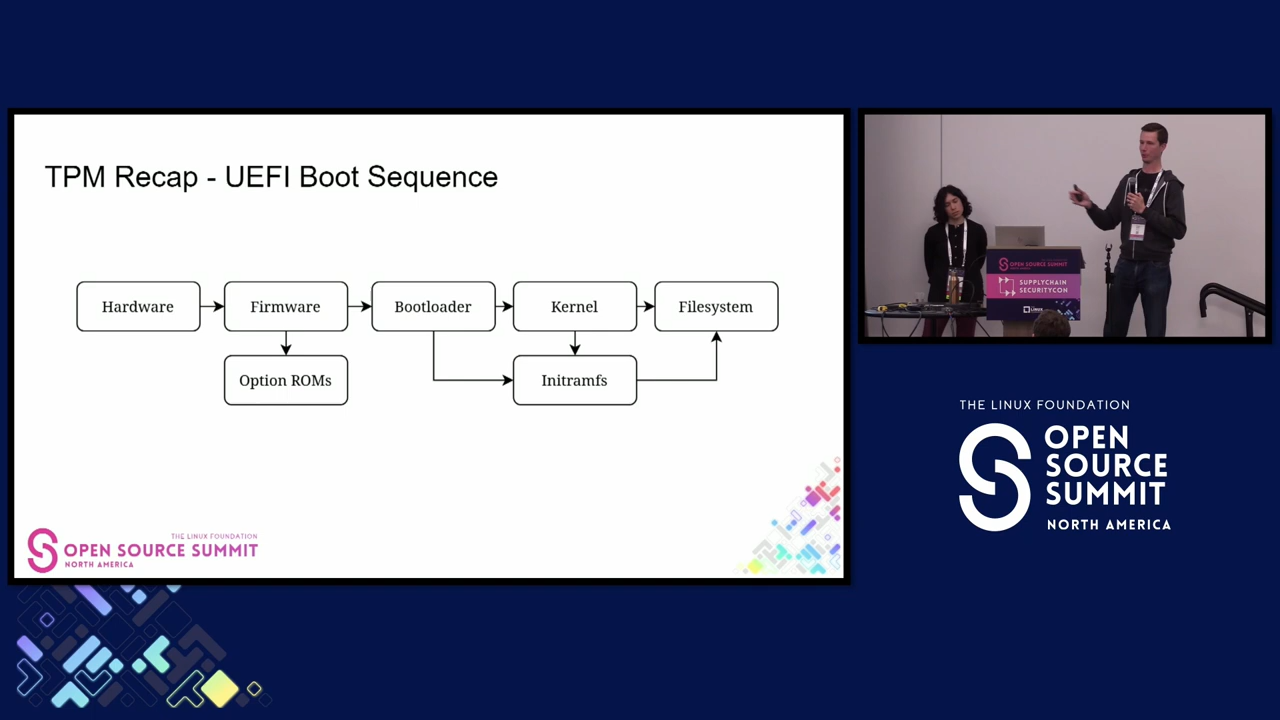 TPM Recap - UEFI Boot Sequence
Hardware
Firmware
Bootloader
Kernel
Filesystem
Option ROMs
Initramfs
THE LINUX FOUNDATION
OPEN SOURCE SUMMIT
NORTH AMERICA
OPEN SOURCE SUMMIT
SUPPLYCHAIN
SECURITYCON
THE LINUX FOUNDATION
OPEN
SOURCE
SUMMIT
NORTH AMERICA